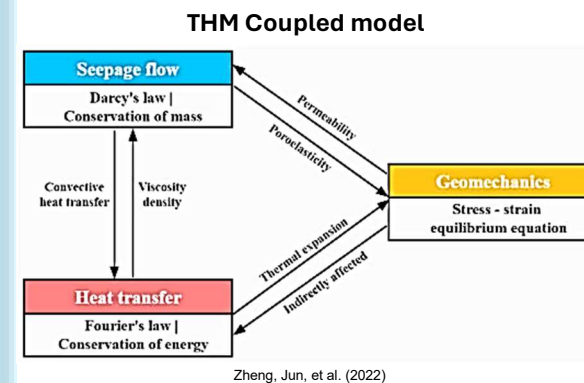 THM Coupled model
Seepage flow
Darcy's law |
Conservation of mass
Permeability
Poroelasticity
Convective
heat transfer
Viscosity
density
Geomechanics
Stress - strain
equilibrium equation
Thermal expansion
Indirectly affected
Heat transfer
Fourier's law |
Conservation of energy
Zheng, Jun, et al. (2022)